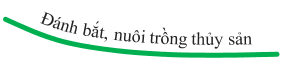 Đánh bắt, nuôi trồng thủy sản